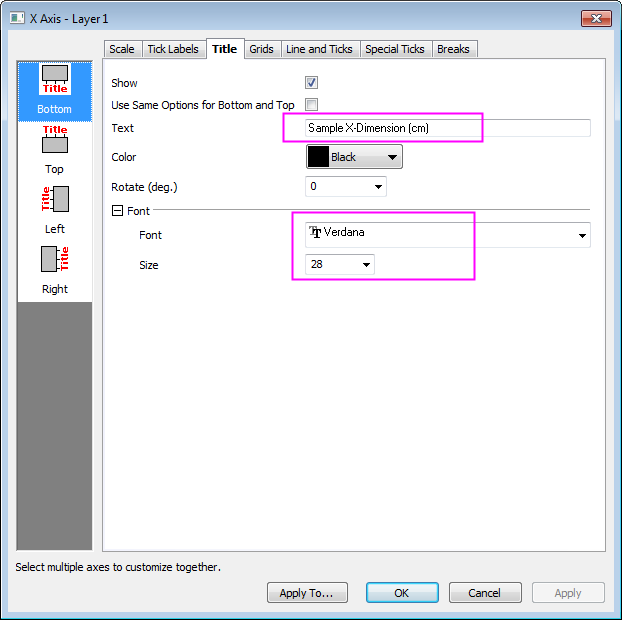 X Axis - Layer1
Scale Tick Labels Title Grids Line and Ticks Special Ticks Breaks
Title
Bottom
Title
Top
Title
Left
Title
Right
Show
Use Same Options for Bottom and Top
Text Sample X-Dimension (cm)
Color Black
Rotate (deg.) 0
Font
Font Verdana
Size 28
Select multiple axes to customize together.
Apply To... OK Cancel Apply